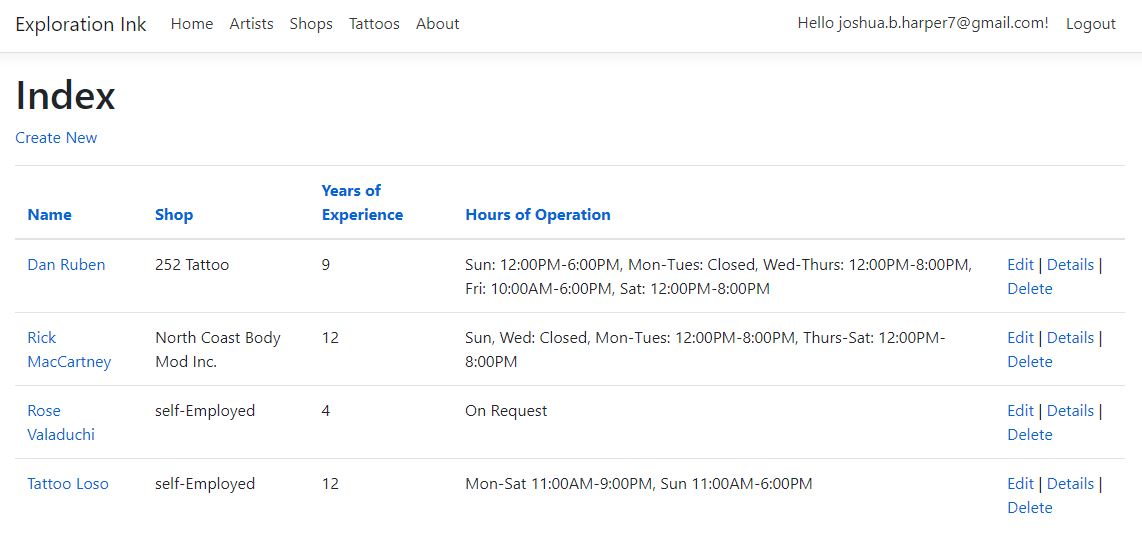 Exploration Ink Home Artists Shops Tattoos About Hello joshua.b.harper7@gmail.com! Logout
Index
Create New
Years of
Name Shop Experience Hours of Operation
Dan Ruben 252 Tattoo 9 Sun: 12:00PM-6:00PM, Mon-Tues: Closed, Wed-Thurs: 12:00PM-8:00PM, Edit | Details |
Fri: 10:00AM-6:00PM, Sat: 12:00PM-8:00PM Delete
Rick North Coast Body 12 Sun, Wed: Closed, Mon-Tues: 12:00PM-8:00PM, Thurs-Sat: 12:00PM- Edit | Details |
MacCartney Mod Inc. 8:00PM Delete
Rose self-Employed 4 On Request Edit | Details |
Valaduchi Delete
Tattoo Loso self-Employed 12 Mon-Sat 11:00AM-9:00PM, Sun 11:00AM-6:00PM Edit | Details |
Delete